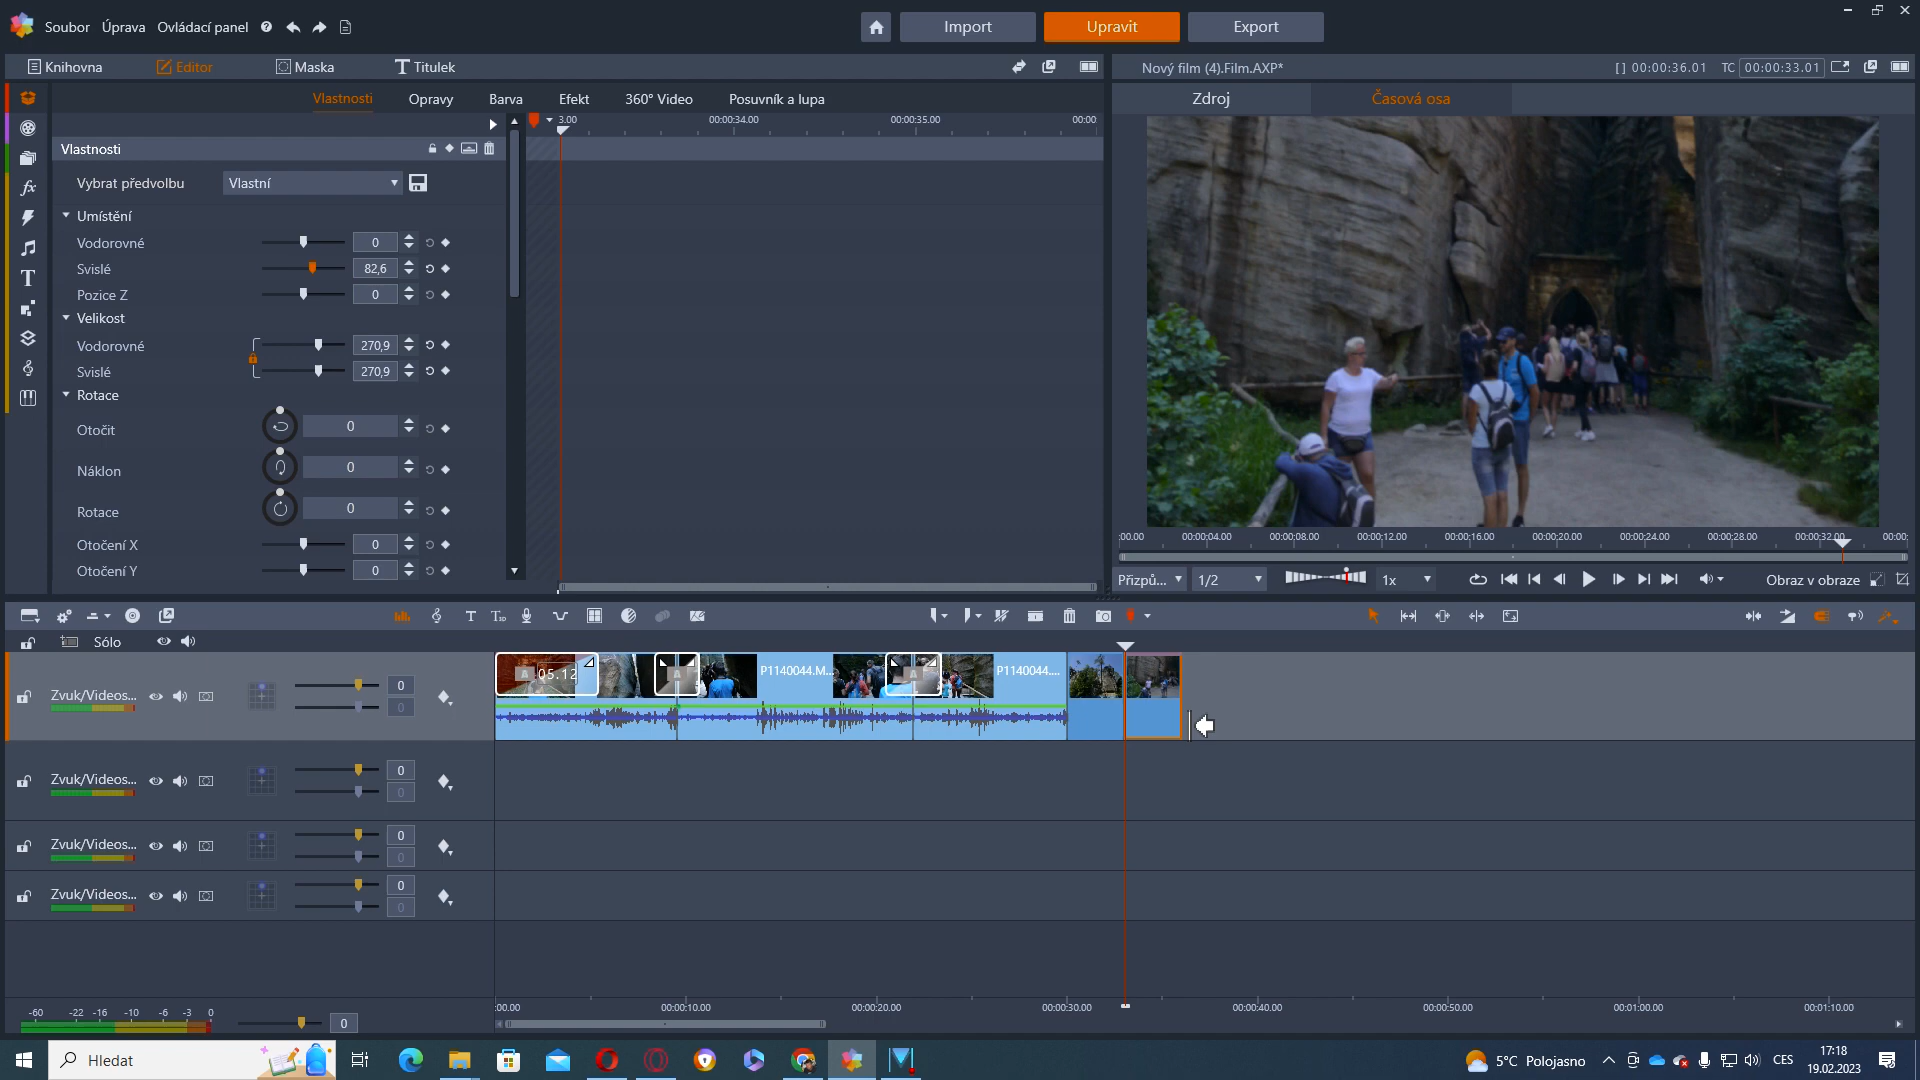 Soubor Úprava Ovládací panel
Import Upravit Export
Knihovna Editor Maska Titulek
Nový film (4).Film.AXP* [] 00:00:36.01 TC 00:00:33.01
Vlastnosti Opravy Barva Efekt 360° Video Posuvník a lupa
Zdroj Časová osa
3.00 00:00:34.00 00:00:35.00 00:00
Vlastnosti
Vybrat předvolbu Vlastní
Umístění
Vodorovné 0
Svislé 82,6
Pozice Z 0
Velikost
Vodorovné 270,9
Svislé 270,9
Rotace
Otočit 0
Náklon 0
Rotace 0
Otočení X 0
Otočení Y 0
:00.00 00:00:04.00 00:00:08.00 00:00:12.00 00:00:16.00 00:00:20.00 00:00:24.00 00:00:28.00 00:00:32.00 00:00:
Přizpů... 1/2 1x Obraz v obraze
Sólo
05.12 P1140044.M... P1140044....
Zvuk/Videos... 0
0
Zvuk/Videos... 0
0
Zvuk/Videos... 0
0
Zvuk/Videos... 0
0
:00.00 00:00:10.00 00:00:20.00 00:00:30.00 00:00:40.00 00:00:50.00 00:01:00.00 00:01:10.00
-60 -22 -16 -10 -6 -3 0
0
Hledat
5°C Polojasno CES 17:18
19.02.2023